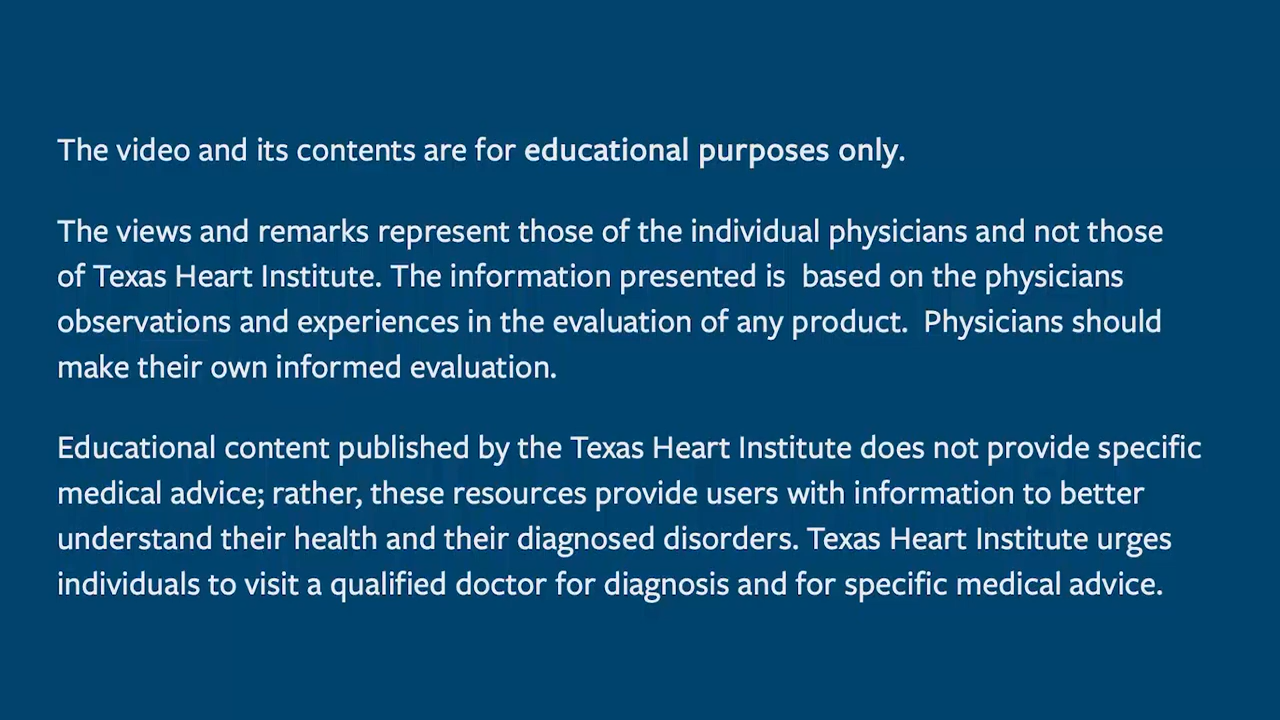 The video and its contents are for educational purposes only.
The views and remarks represent those of the individual physicians and not those
of Texas Heart Institute. The information presented is  based on the physicians
observations and experiences in the evaluation of any product.  Physicians should
make their own informed evaluation.
Educational content published by the Texas Heart Institute does not provide specific
medical advice; rather, these resources provide users with information to better
understand their health and their diagnosed disorders. Texas Heart Institute urges
individuals to visit a qualified doctor for diagnosis and for specific medical advice.